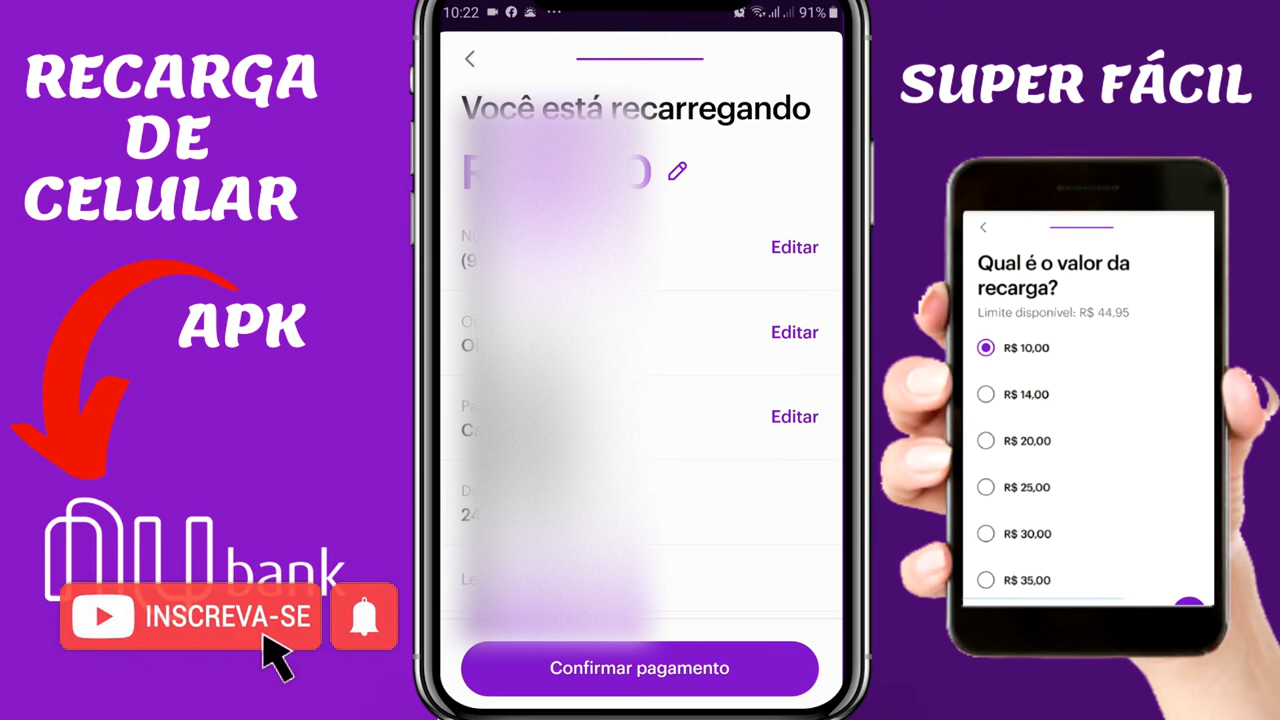 RECARGA
DE
CELULAR
APK
NU bank
INSCREVA-SE
10:22
91%
Você está recarregando
Editar
Editar
Editar
Confirmar pagamento
SUPER FÁCIL
Qual é o valor da
recarga?
Limite disponível: R$ 44,95
R$ 10,00
R$ 14,00
R$ 20,00
R$ 25,00
R$ 30,00
R$ 35,00